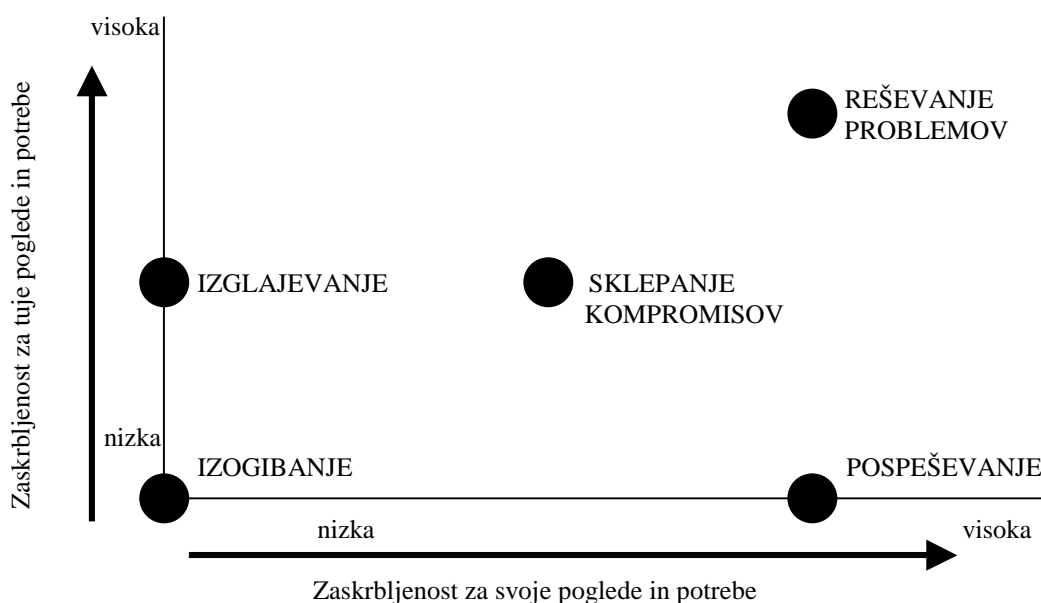 visoka
Zaskrbljenost za tuje poglede in potrebe
REŠEVANJE
PROBLEMOV
IZGLAJEVANJE
SKLEPANJE
KOMPROMISOV
nizka
IZOGIBANJE
POSPEŠEVANJE
nizka
visoka
Zaskrbljenost za svoje poglede in potrebe